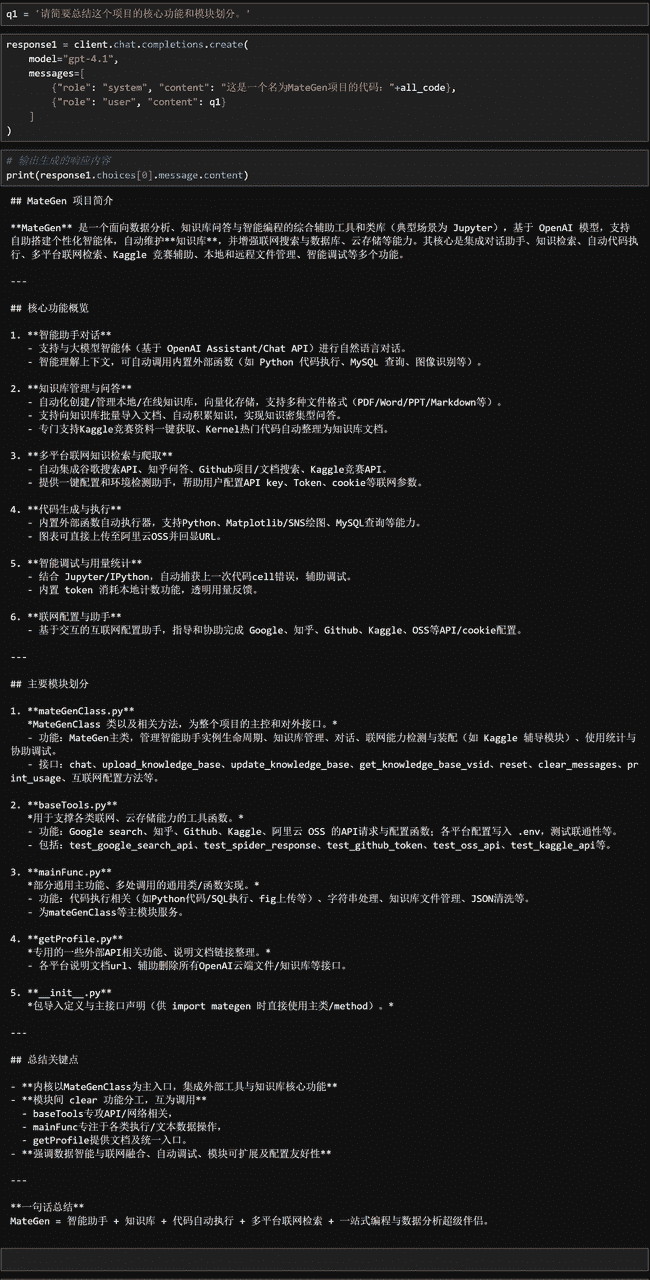 q1 = '请简要总结这个项目的核心功能和模块划分。'
response1 = client.chat.completions.create(
    model="gpt-4.1",
    messages=[
        {"role": "system", "content": "这是一个名为MateGen项目的代码："+all_code},
        {"role": "user", "content": q1}
    ]
)
# 输出生成的响应内容
print(response1.choices[0].message.content)
## MateGen 项目简介
**MateGen** 是一个面向数据分析、知识库问答与智能编程的综合辅助工具和类库（典型场景为 Jupyter），基于 OpenAI 模型，支持
自助搭建个性化智能体，自动维护**知识库**，并增强联网搜索与数据库、云存储等能力。其核心是集成对话助手、知识检索、自动代码执
行、多平台联网检索、Kaggle 竞赛辅助、本地和远程文件管理、智能调试等多个功能。
---
## 核心功能概览
1. **智能助手对话**
   - 支持与大模型智能体（基于 OpenAI Assistant/Chat API）进行自然语言对话。
   - 智能理解上下文，可自动调用内置外部函数（如 Python 代码执行、MySQL 查询、图像识别等）。
2. **知识库管理与问答**
   - 自动化创建/管理本地/在线知识库，向量化存储，支持多种文件格式（PDF/Word/PPT/Markdown等）。
   - 支持向知识库批量导入文档、自动积累知识，实现知识密集型问答。
   - 专门支持Kaggle竞赛资料一键获取、Kernel热门代码自动整理为知识库文档。
3. **多平台联网知识检索与爬取**
   - 自动集成谷歌搜索API、知乎问答、Github项目/文档搜索、Kaggle竞赛API。
   - 提供一键配置和环境检测助手，帮助用户配置API key、Token、cookie等联网参数。
4. **代码生成与执行**
   - 内置外部函数自动执行器，支持Python、Matplotlib/SNS绘图、MySQL查询等能力。
   - 图表可直接上传至阿里云OSS并回显URL。
5. **智能调试与用量统计**
   - 结合 Jupyter/IPython，自动捕获上一次代码cell错误，辅助调试。
   - 内置 token 消耗本地计数功能，透明用量反馈。
6. **联网配置与助手**
   - 基于交互的互联网配置助手，指导和协助完成 Google、知乎、Github、Kaggle、OSS等API/cookie配置。
---
## 主要模块划分
1. **mateGenClass.py**
   *MateGenClass 类以及相关方法，为整个项目的主控和对外接口。*
   - 功能：MateGen主类，管理智能助手实例生命周期、知识库管理、对话、联网能力检测与装配（如 Kaggle 辅导模块）、使用统计与
协助调试。
   - 接口：chat、upload_knowledge_base、update_knowledge_base、get_knowledge_base_vsid、reset、clear_messages、pr
int_usage、互联网配置方法等。
2. **baseTools.py**
   *用于支撑各类联网、云存储能力的工具函数。*
   - 功能：Google search、知乎、Github、Kaggle、阿里云 OSS 的API请求与配置函数；各平台配置写入 .env，测试联通性等。
   - 包括：test_google_search_api、test_spider_response、test_github_token、test_oss_api、test_kaggle_api等。
3. **mainFunc.py**
   *部分通用主功能、多处调用的通用类/函数实现。*
   - 功能：代码执行相关（如Python代码/SQL执行、fig上传等）、字符串处理、知识库文件管理、JSON清洗等。
   - 为mateGenClass等主模块服务。
4. **getProfile.py**
   *专用的一些外部API相关功能、说明文档链接整理。*
   - 各平台说明文档url、辅助删除所有OpenAI云端文件/知识库等接口。
5. **__init__.py**
   *包导入定义与主接口声明（供 import mategen 时直接使用主类/method）。*
---
## 总结关键点
- **内核以MateGenClass为主入口，集成外部工具与知识库核心功能**
- **模块间 clear 功能分工，互为调用**
  - baseTools专攻API/网络相关，
  - mainFunc专注于各类执行/文本数据操作，
  - getProfile提供文档及统一入口。
- **强调数据智能与联网融合、自动调试、模块可扩展及配置友好性**
---
**一句话总结**
MateGen = 智能助手 + 知识库 + 代码自动执行 + 多平台联网检索 + 一站式编程与数据分析超级伴侣。